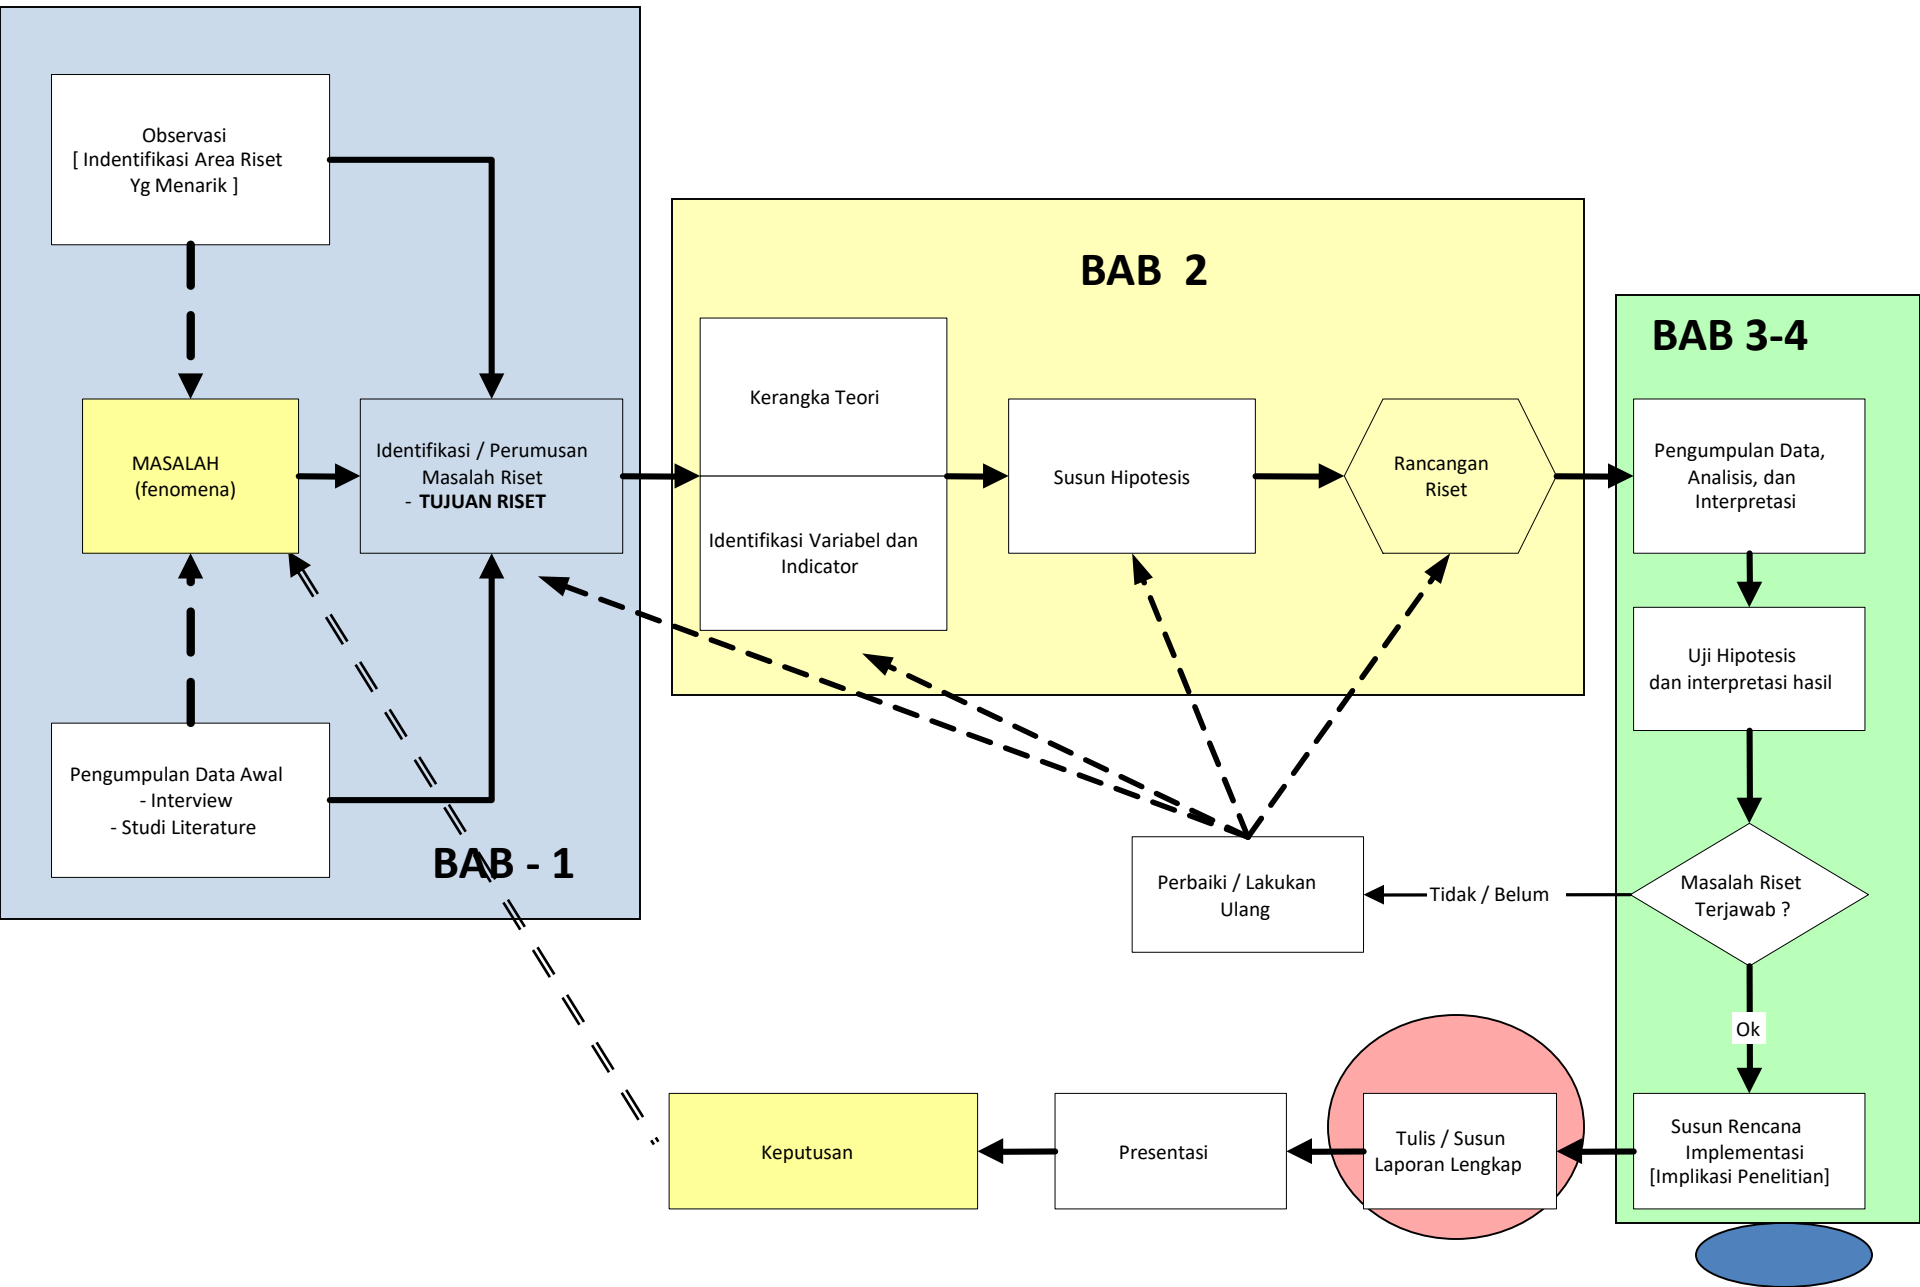 Observasi
[ Indentifikasi Area Riset
Yg Menarik ]
MASALAH
(fenomena)
Identifikasi / Perumusan
Masalah Riset
- TUJUAN RISET
Pengumpulan Data Awal
- Interview
- Studi Literature
BAB - 1
BAB 2
Kerangka Teori
Identifikasi Variabel dan
Indicator
Susun Hipotesis
Rancangan
Riset
BAB 3-4
Pengumpulan Data,
Analisis, dan
Interpretasi
Uji Hipotesis
dan interpretasi hasil
Masalah Riset
Terjawab ?
Tidak / Belum
Perbaiki / Lakukan
Ulang
Ok
Susun Rencana
Implementasi
[Implikasi Penelitian]
Tulis / Susun
Laporan Lengkap
Presentasi
Keputusan